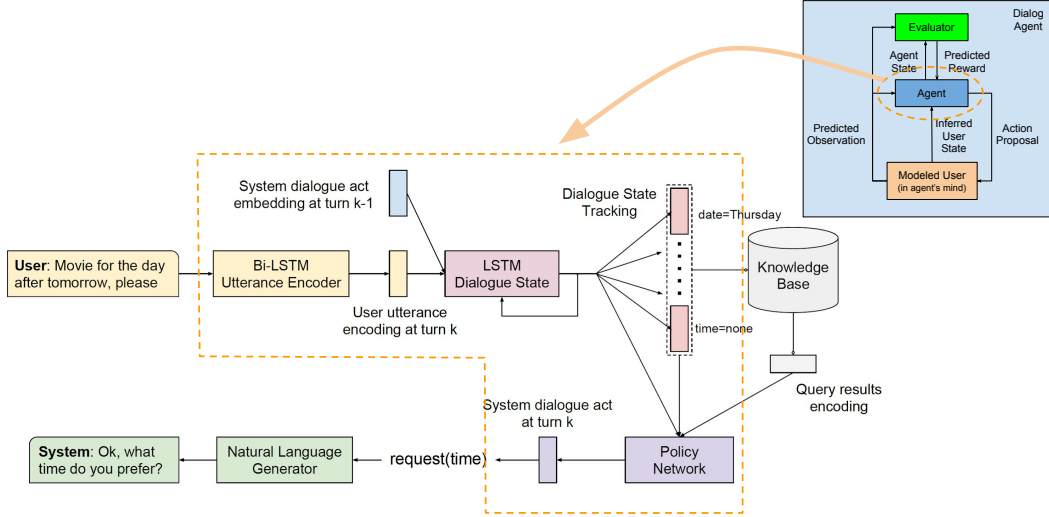 Dialog
Agent
Evaluator
Agent
State
Predicted
Reward
Agent
Predicted
Observation
Inferred
User
State
Action
Proposal
Modeled User
(in agent's mind)
System dialogue act
embedding at turn k-1
Dialogue State
Tracking
date=Thursday
User: Movie for the day
after tomorrow, please
Bi-LSTM
Utterance Encoder
LSTM
Dialogue State
Knowledge
Base
User utterance
encoding at turn k
time=none
Query results
encoding
System dialogue act
at turn k
System: Ok, what
time do you prefer?
Natural Language
Generator
request(time)
Policy
Network